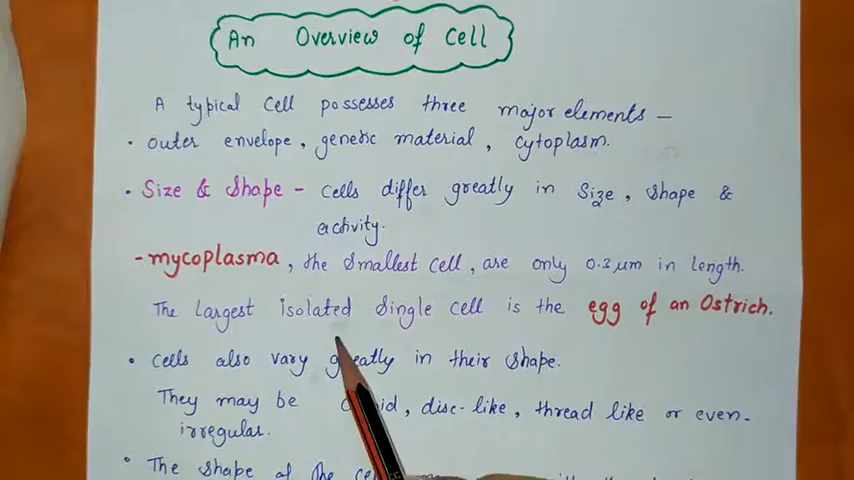 An Overview of Cell
A typical Cell possesses three major elements -
• outer envelope, genetic material, cytoplasm.
• Size & Shape - cells differ greatly in Size, shape &
activity.
- mycoplasma, the smallest cell, are only 0.3 µm in length.
The largest isolated single cell is the egg of an Ostrich.
• cells also vary greatly in their shape.
They may be disc-like, thread like or even-
irregular.
• The shape of the